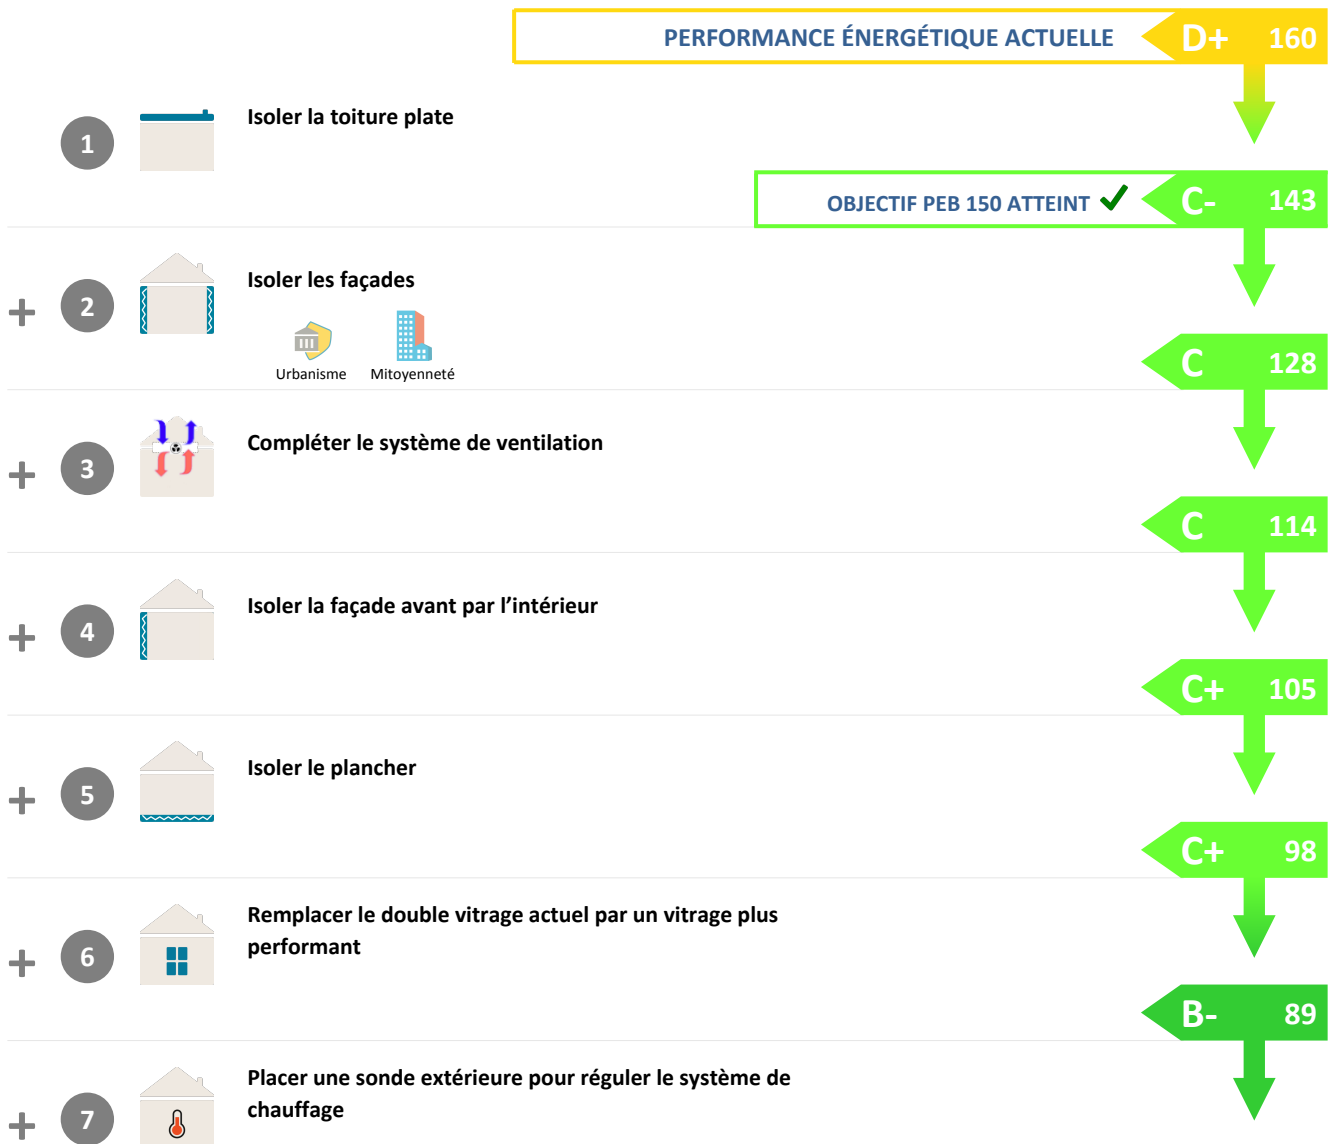 PERFORMANCE ÉNERGÉTIQUE ACTUELLE D+ 160
1 Isoler la toiture plate
OBJECTIF PEB 150 ATTEINT C- 143
+ 2 Isoler les façades
Urbanisme Mitoyenneté
C 128
+ 3 Compléter le système de ventilation
C 114
+ 4 Isoler la façade avant par l’intérieur
C+ 105
+ 5 Isoler le plancher
C+ 98
+ 6 Remplacer le double vitrage actuel par un vitrage plus
performant
B- 89
+ 7 Placer une sonde extérieure pour réguler le système de
chauffage